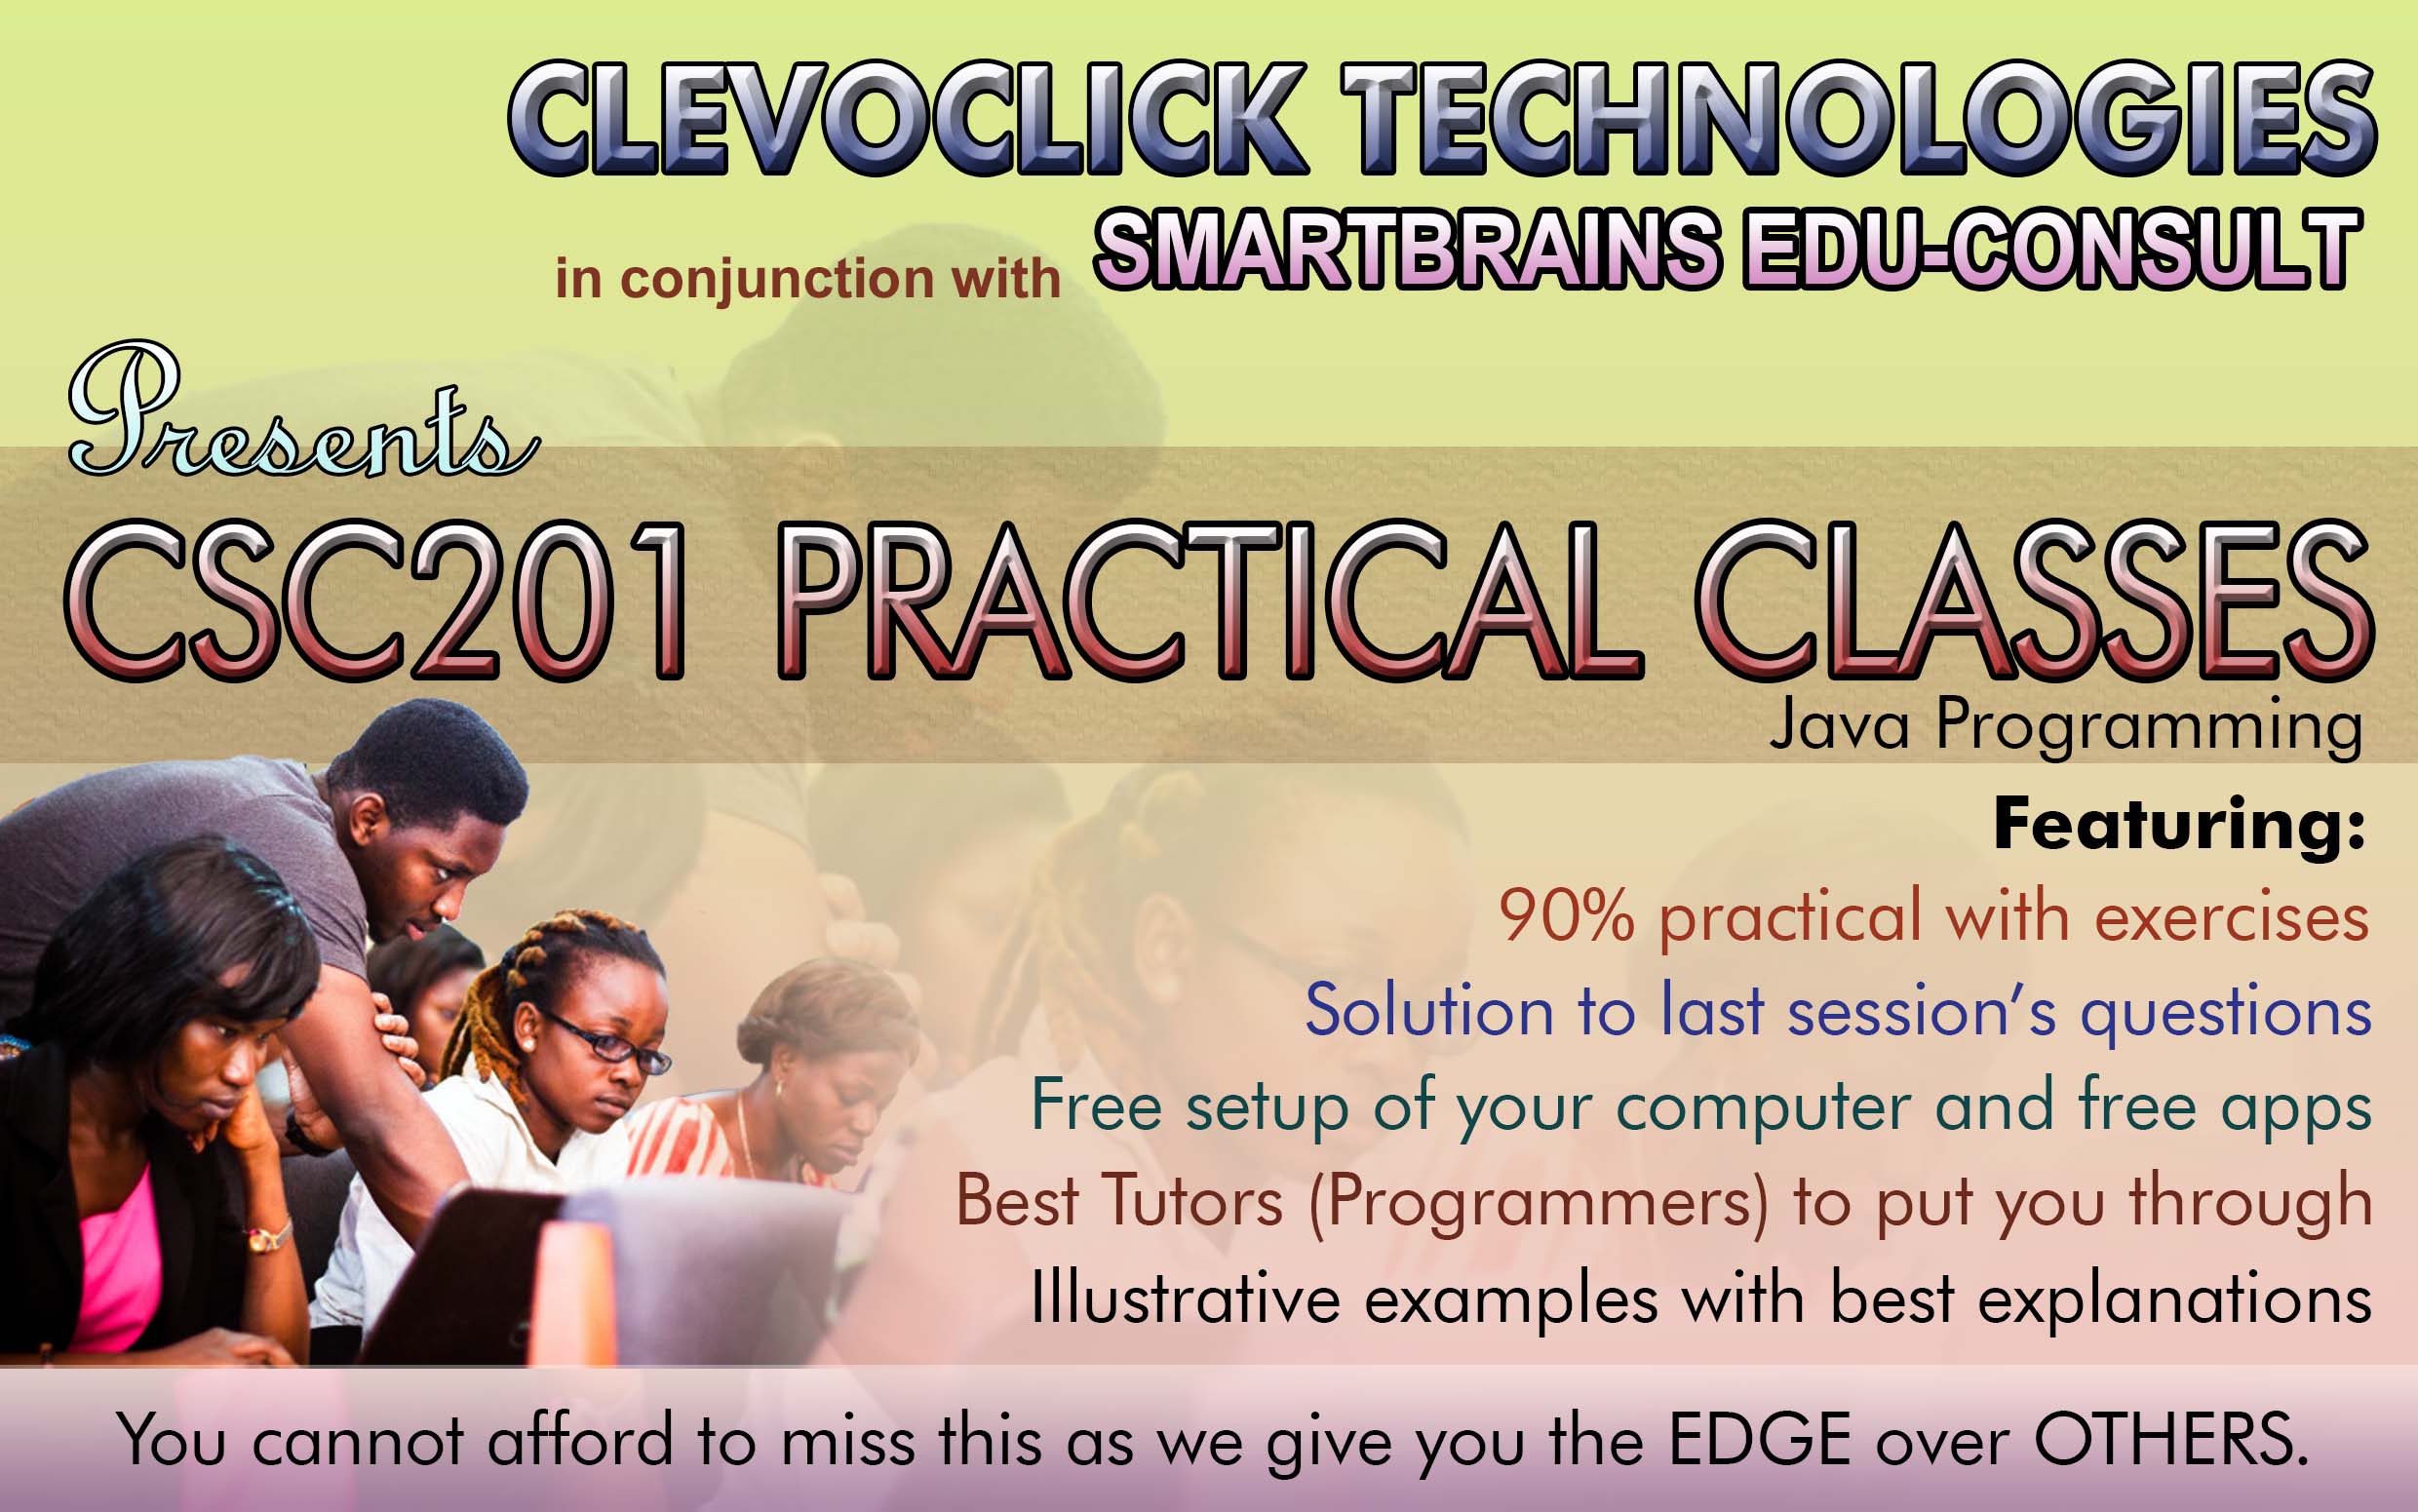 CLEVOCLICK TECHNOLOGIES
in conjunction with SMARTBRAINS EDU-CONSULT
Presents
CSC201 PRACTICAL CLASSES
Java Programming
Featuring:
90% practical with exercises
Solution to last session’s questions
Free setup of your computer and free apps
Best Tutors (Programmers) to put you through
Illustrative examples with best explanations
You cannot afford to miss this as we give you the EDGE over OTHERS.